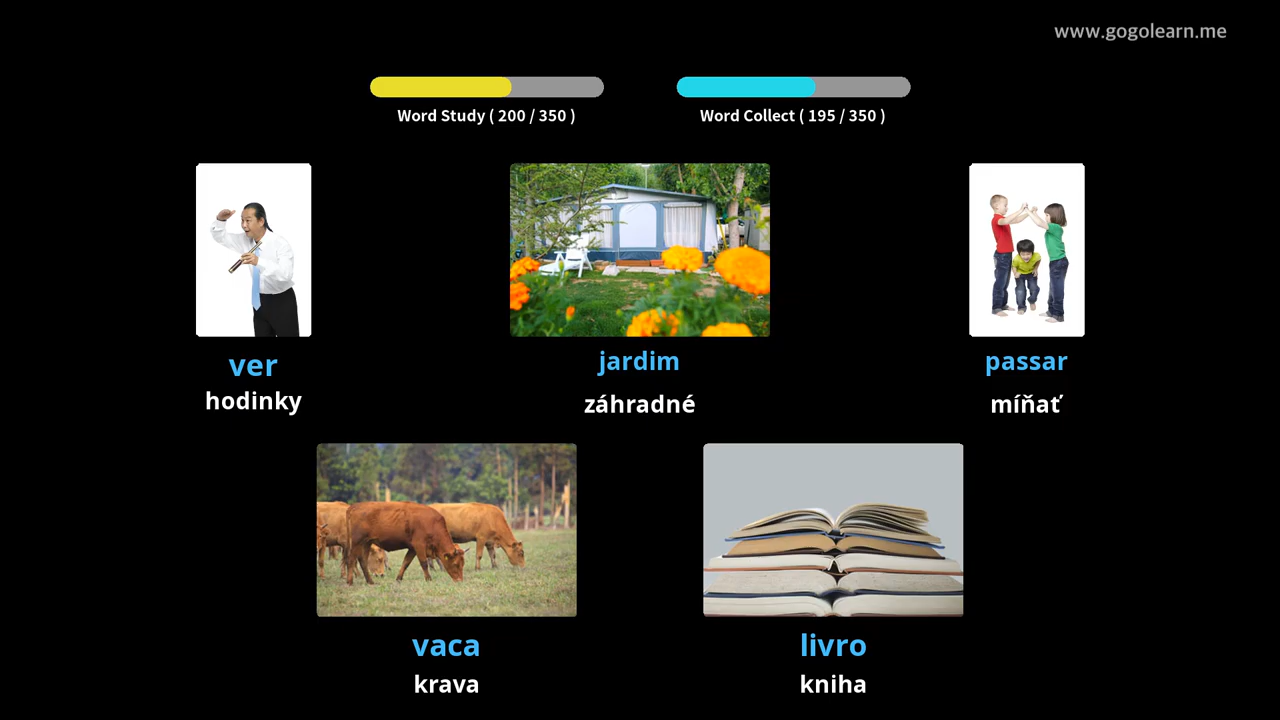 www.gogolearn.me
Word Study ( 200 / 350 )
Word Collect ( 195 / 350 )
ver
hodinky
jardim
záhradné
passar
míňať
vaca
krava
livro
kniha